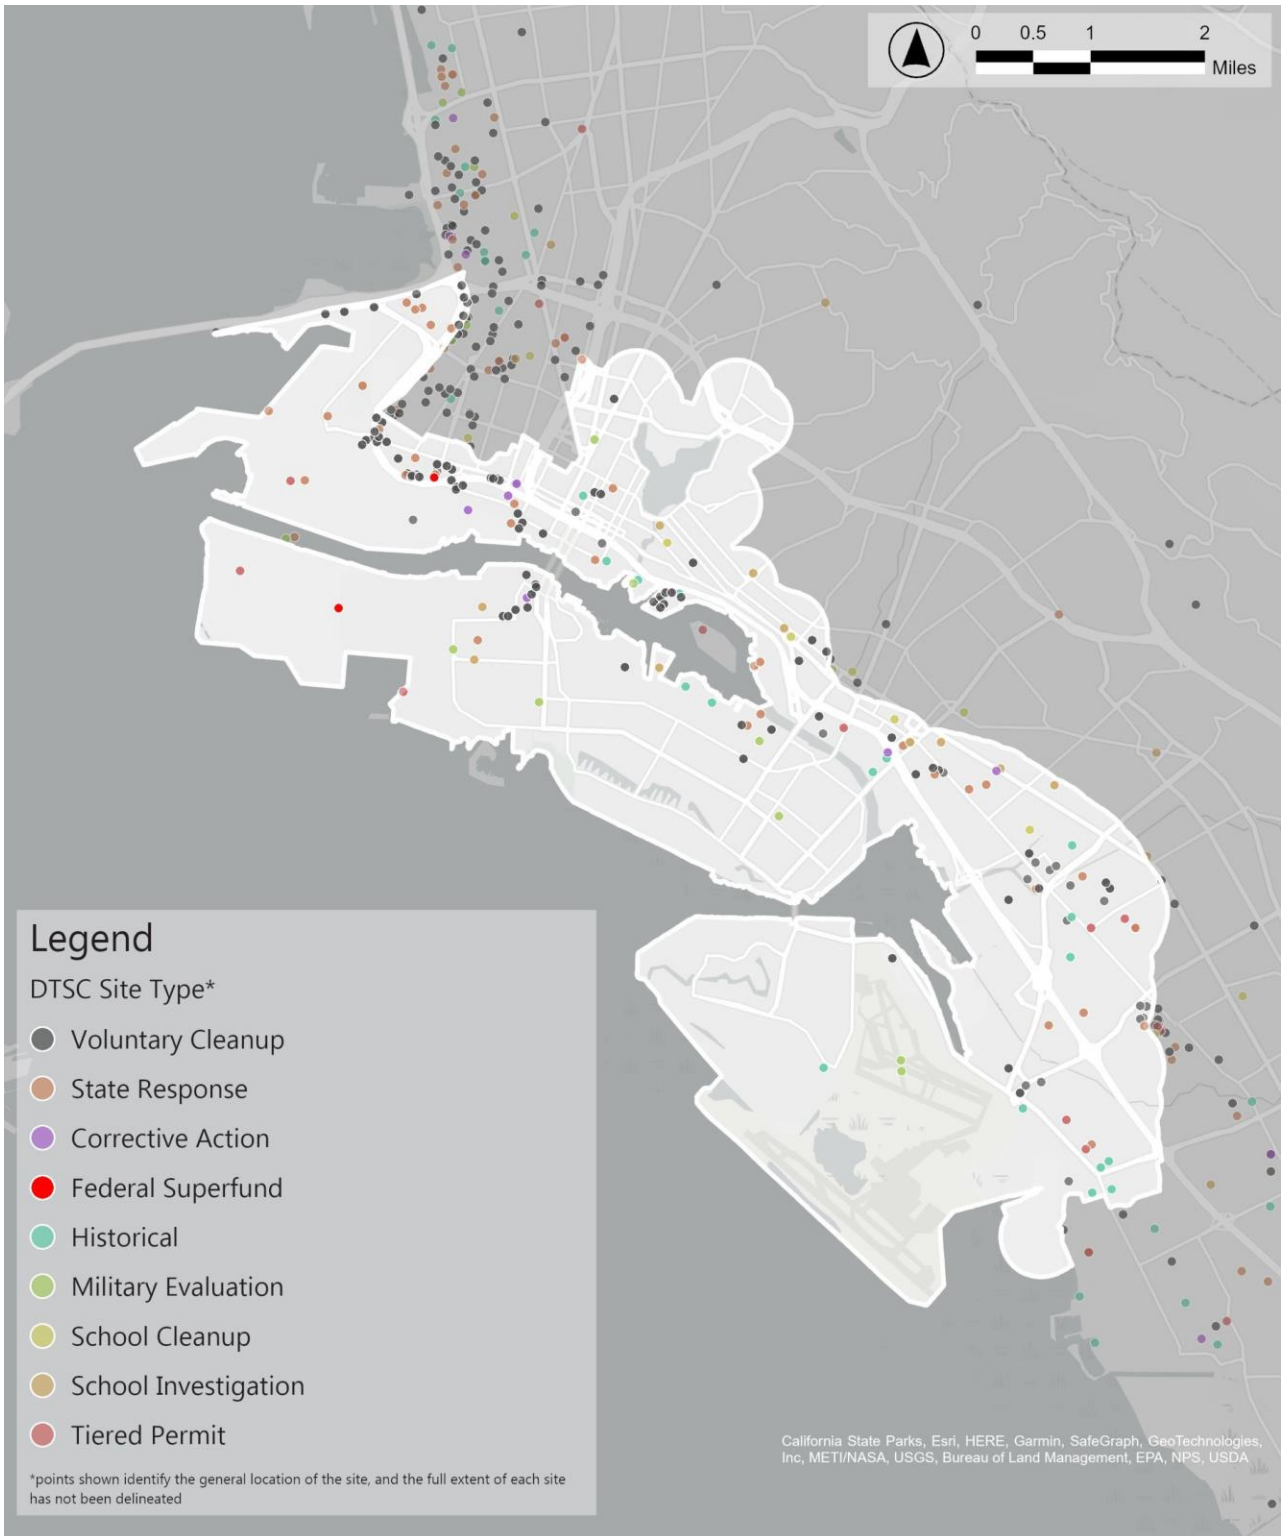 0 0.5 1 2
Miles
Legend
DTSC Site Type*
Voluntary Cleanup
State Response
Corrective Action
Federal Superfund
Historical
Military Evaluation
School Cleanup
School Investigation
Tiered Permit
*points shown identify the general location of the site, and the full extent of each site
has not been delineated
California State Parks, Esri, HERE, Garmin, SafeGraph, GeoTechnologies,
Inc, METI/NASA, USGS, Bureau of Land Management, EPA, NPS, USDA